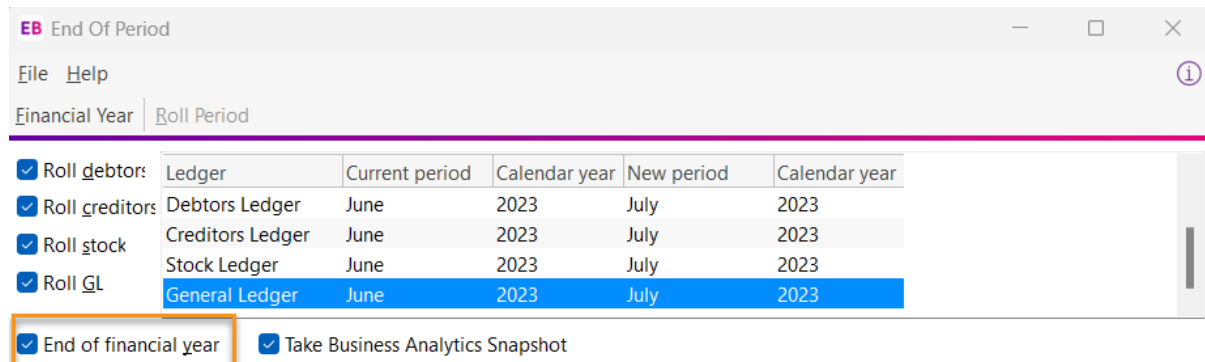 EB End Of Period
File Help
Financial Year Roll Period
Roll debtors Ledger Current period Calendar year New period Calendar year
Roll creditors Debtors Ledger June 2023 July 2023
Creditors Ledger June 2023 July 2023
Roll stock Stock Ledger June 2023 July 2023
Roll GL General Ledger June 2023 July 2023
End of financial year Take Business Analytics Snapshot